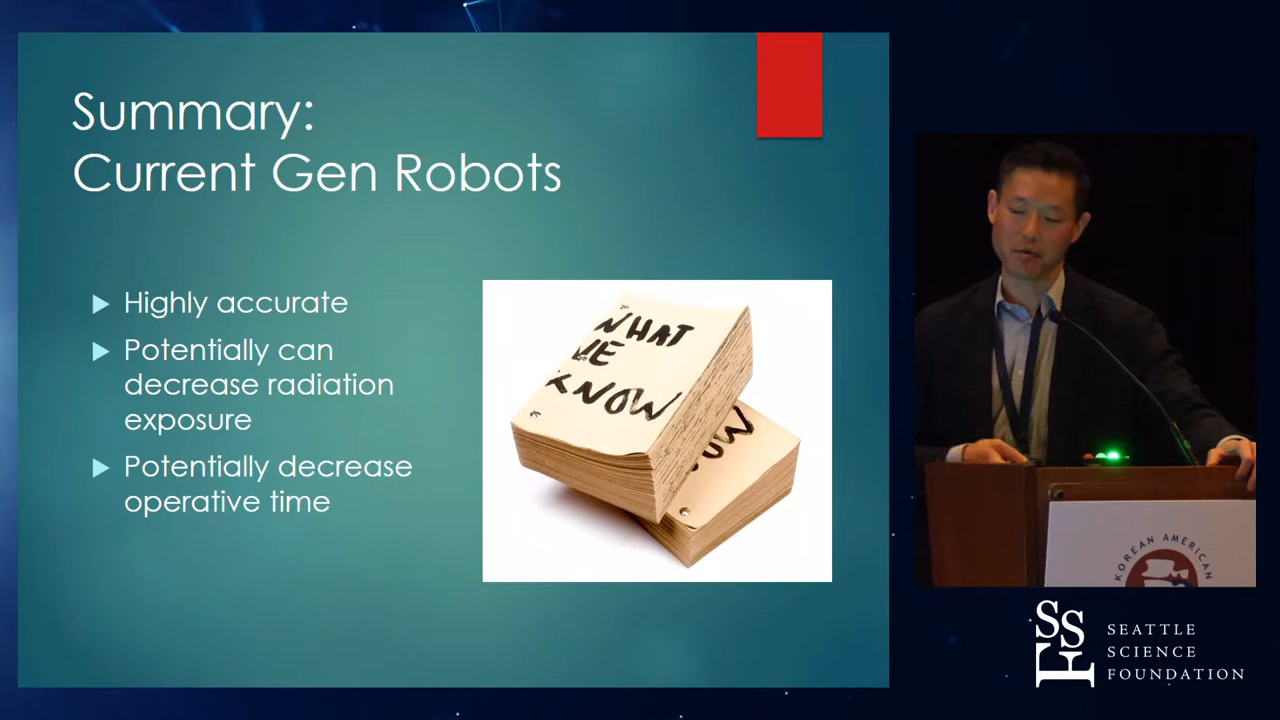 Summary:
Current Gen Robots
Highly accurate
Potentially can
decrease radiation
exposure
Potentially decrease
operative time
WHAT
WE
KNOW
KOREAN AMERICAN
SSF
SEATTLE
SCIENCE
FOUNDATION